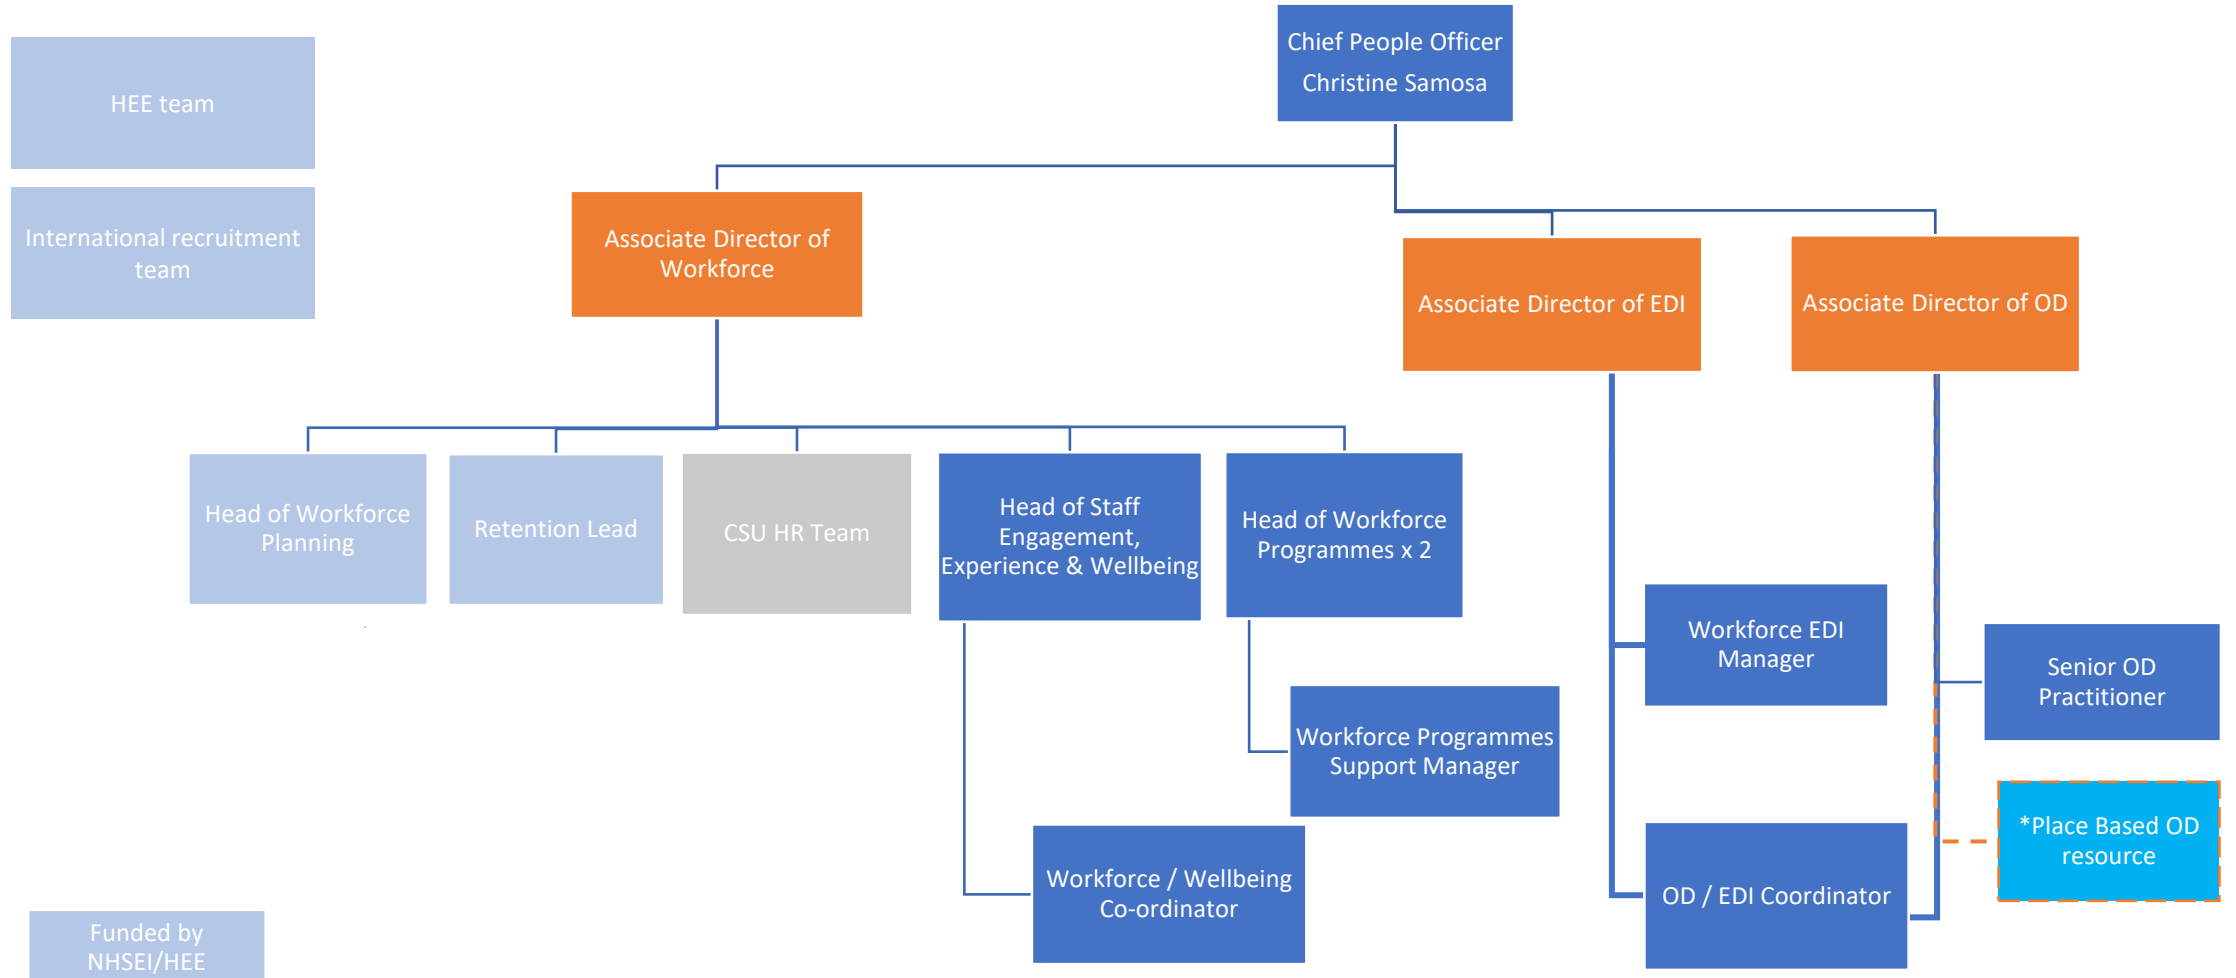 Chief People Officer
Christine Samosa
HEE team
International recruitment
team
Associate Director of
Workforce
Associate Director of EDI
Associate Director of OD
Head of Workforce
Planning
Retention Lead
CSU HR Team
Head of Staff
Engagement,
Experience & Wellbeing
Head of Workforce
Programmes x 2
Workforce EDI
Manager
Senior OD
Practitioner
Workforce Programmes
Support Manager
*Place Based OD
resource
Workforce / Wellbeing
Co-ordinator
OD / EDI Coordinator
Funded by
NHSEI/HEE